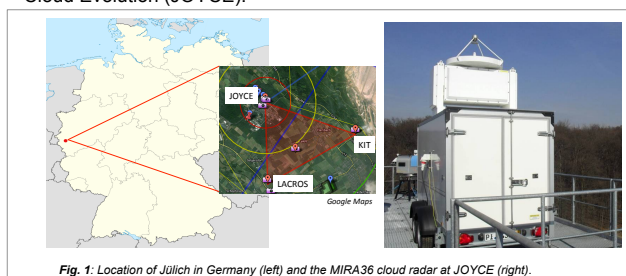 Cloud Evolution (JOYCE).
JOYCE
KIT
LACROS
Google Maps
Fig. 1: Location of Jülich in Germany (left) and the MIRA36 cloud radar at JOYCE (right).